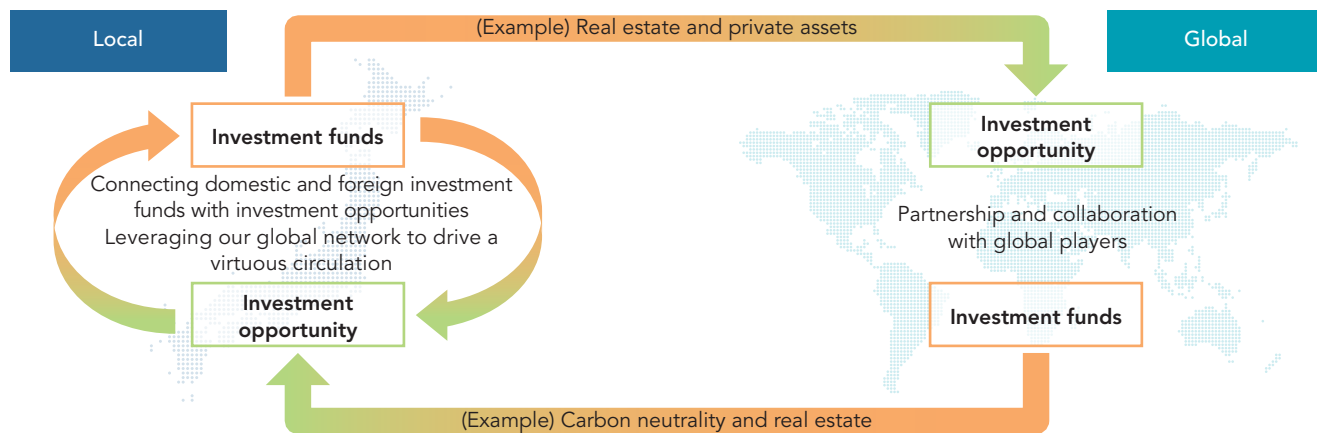 Local
(Example) Real estate and private assets
Global
Investment funds
Connecting domestic and foreign investment
funds with investment opportunities
Leveraging our global network to drive a
virtuous circulation
Investment
opportunity
Investment
opportunity
Partnership and collaboration
with global players
Investment funds
(Example) Carbon neutrality and real estate